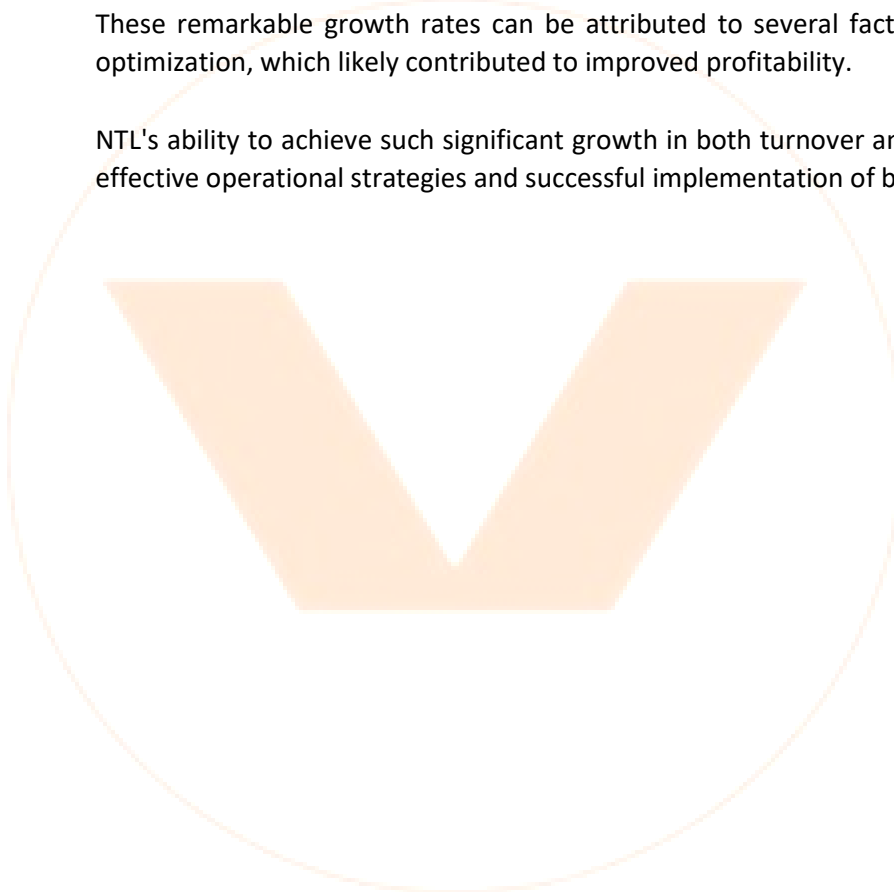 These remarkable growth rates can be attributed to several fact
optimization, which likely contributed to improved profitability.
NTL's ability to achieve such significant growth in both turnover ar
effective operational strategies and successful implementation of b